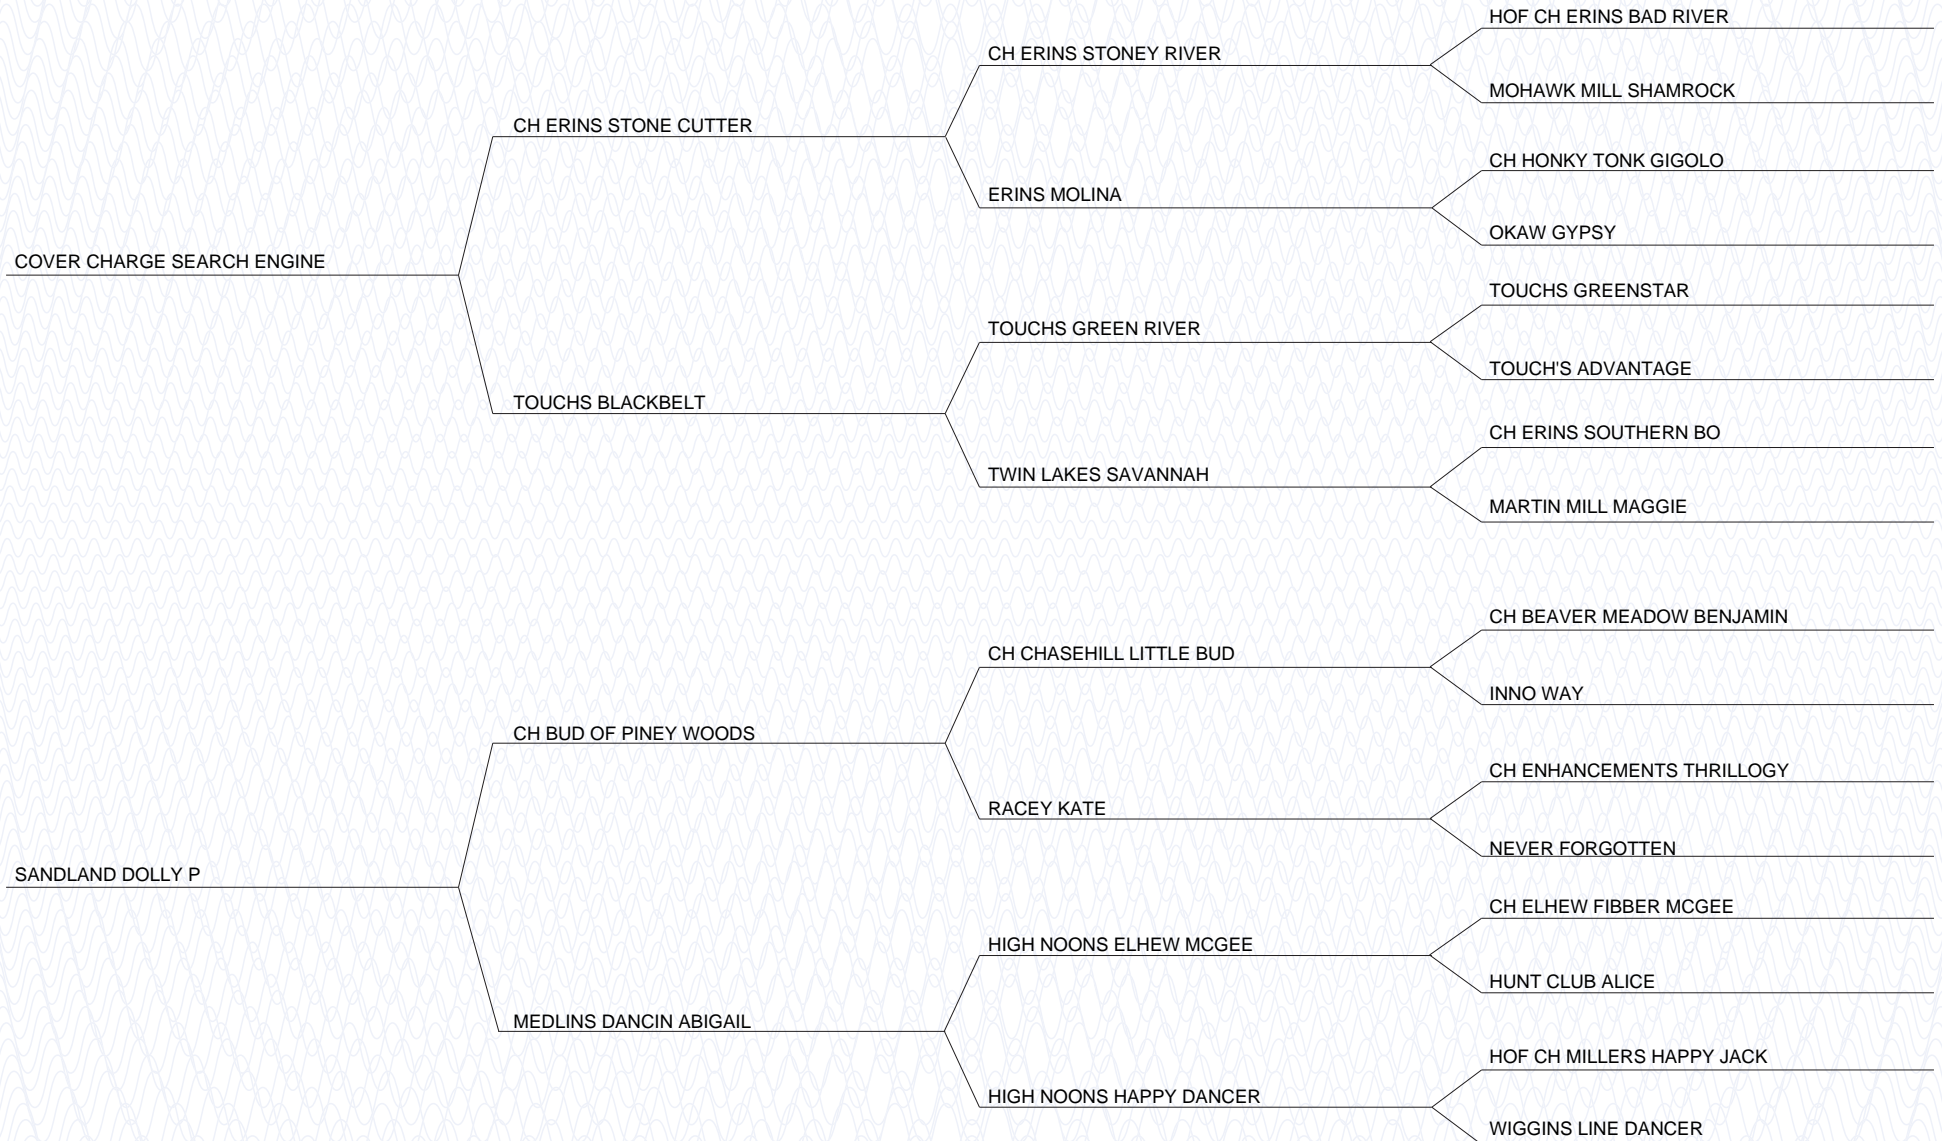 HOF CH ERINS BAD RIVER
CH ERINS STONEY RIVER
MOHAWK MILL SHAMROCK
CH ERINS STONE CUTTER
CH HONKY TONK GIGOLO
ERINS MOLINA
OKAW GYPSY
COVER CHARGE SEARCH ENGINE
TOUCHS GREENSTAR
TOUCHS GREEN RIVER
TOUCH'S ADVANTAGE
TOUCHS BLACKBELT
CH ERINS SOUTHERN BO
TWIN LAKES SAVANNAH
MARTIN MILL MAGGIE
CH BEAVER MEADOW BENJAMIN
CH CHASEHILL LITTLE BUD
INNO WAY
CH BUD OF PINEY WOODS
CH ENHANCEMENTS THRILLOGY
RACEY KATE
NEVER FORGOTTEN
SANDLAND DOLLY P
CH ELHEW FIBBER MCGEE
HIGH NOONS ELHEW MCGEE
HUNT CLUB ALICE
MEDLINS DANCIN ABIGAIL
HOF CH MILLERS HAPPY JACK
HIGH NOONS HAPPY DANCER
WIGGINS LINE DANCER